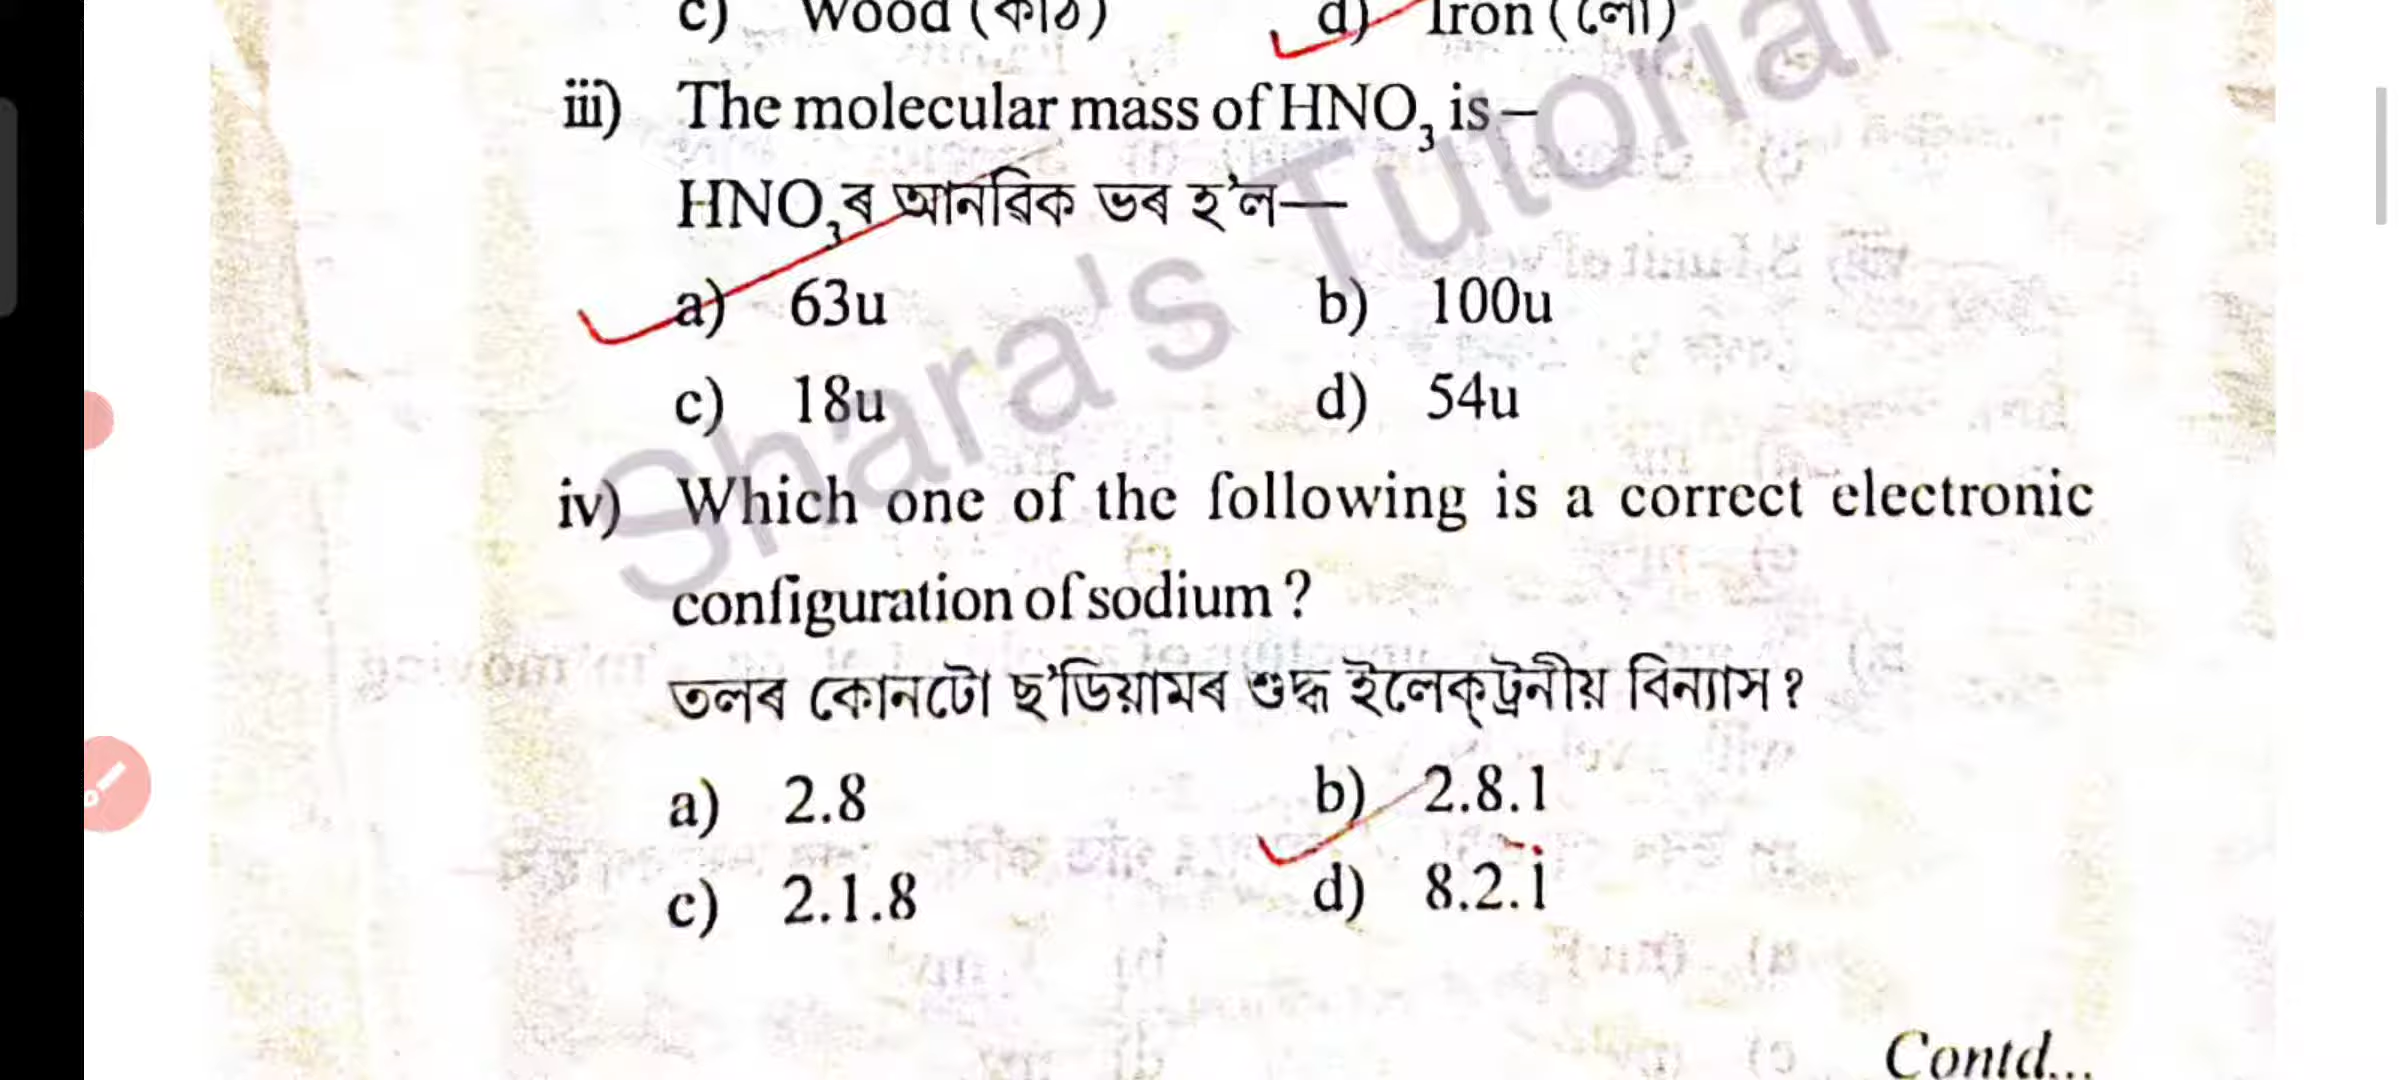 c) Wood (কাঠ) d) Iron (লো)
iii) The molecular mass of HNO₃ is –
HNO₃ৰ আনৱিক ভৰ হ'ল—
a) 63u b) 100u
c) 18u d) 54u
iv) Which one of the following is a correct electronic
configuration of sodium ?
তলৰ কোনটো ছ'ডিয়ামৰ শুদ্ধ ইলেক্ট্ৰনীয় বিন্যাস ?
a) 2.8 b) 2.8.1
c) 2.1.8 d) 8.2.1
Contd...
Shara's Tutorial